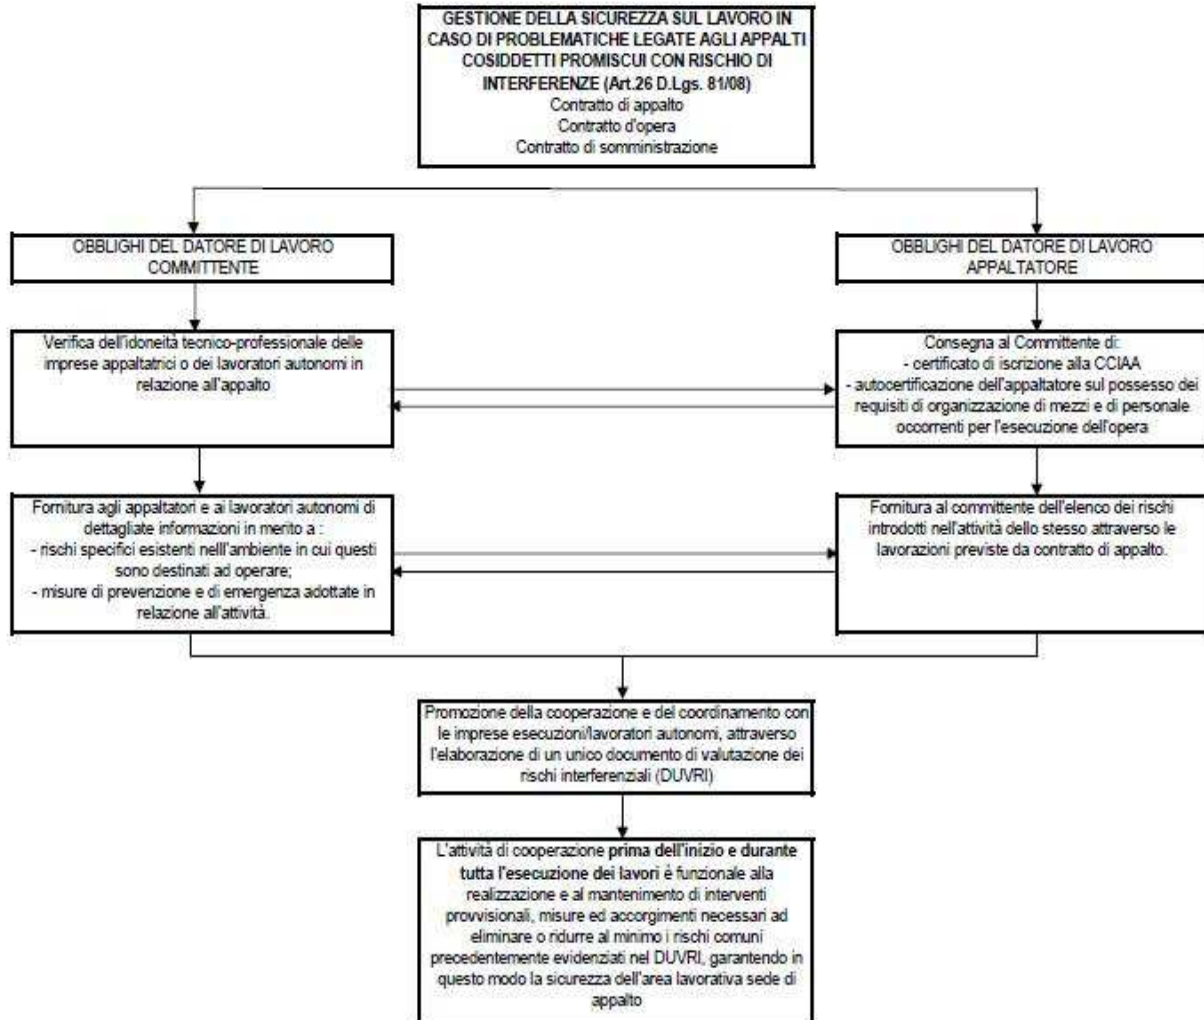 GESTIONE DELLA SICUREZZA SUL LAVORO IN
CASO DI PROBLEMATICHE LEGATE AGLI APPALTI
COSIDDETTI PROMISCUI CON RISCHIO DI
INTERFERENZE (Art.26 D.Lgs. 81/08)
Contratto di appalto
Contratto d'opera
Contratto di somministrazione
OBBLIGHI DEL DATORE DI LAVORO
COMMITTENTE
OBBLIGHI DEL DATORE DI LAVORO
APPALTATORE
Verifica dell'idoneità tecnico-professionale delle
imprese appaltatrici o dei lavoratori autonomi in
relazione all'appalto
Consegna al Committente di:
- certificato di iscrizione alla CCIAA
- autocertificazione dell'appaltatore sul possesso dei
requisiti di organizzazione di mezzi e di personale
occorrenti per l'esecuzione dell'opera
Fornitura agli appaltatori e ai lavoratori autonomi di
dettagliate informazioni in merito a :
- rischi specifici esistenti nell'ambiente in cui questi
sono destinati ad operare;
- misure di prevenzione e di emergenza adottate in
relazione all'attività.
Fornitura al committente dell'elenco dei rischi
introdotti nell'attività dello stesso attraverso le
lavorazioni previste da contratto di appalto.
Promozione della cooperazione e del coordinamento con
le imprese esecuzioni/lavoratori autonomi, attraverso
l'elaborazione di un unico documento di valutazione dei
rischi interferenziali (DUVRI)
L'attività di cooperazione prima dell'inizio e durante
tutta l'esecuzione dei lavori è funzionale alla
realizzazione e al mantenimento di interventi
provvisionali, misure ed accorgimenti necessari ad
eliminare o ridurre al minimo i rischi comuni
precedentemente evidenziati nel DUVRI, garantendo in
questo modo la sicurezza dell'area lavorativa sede di
appalto